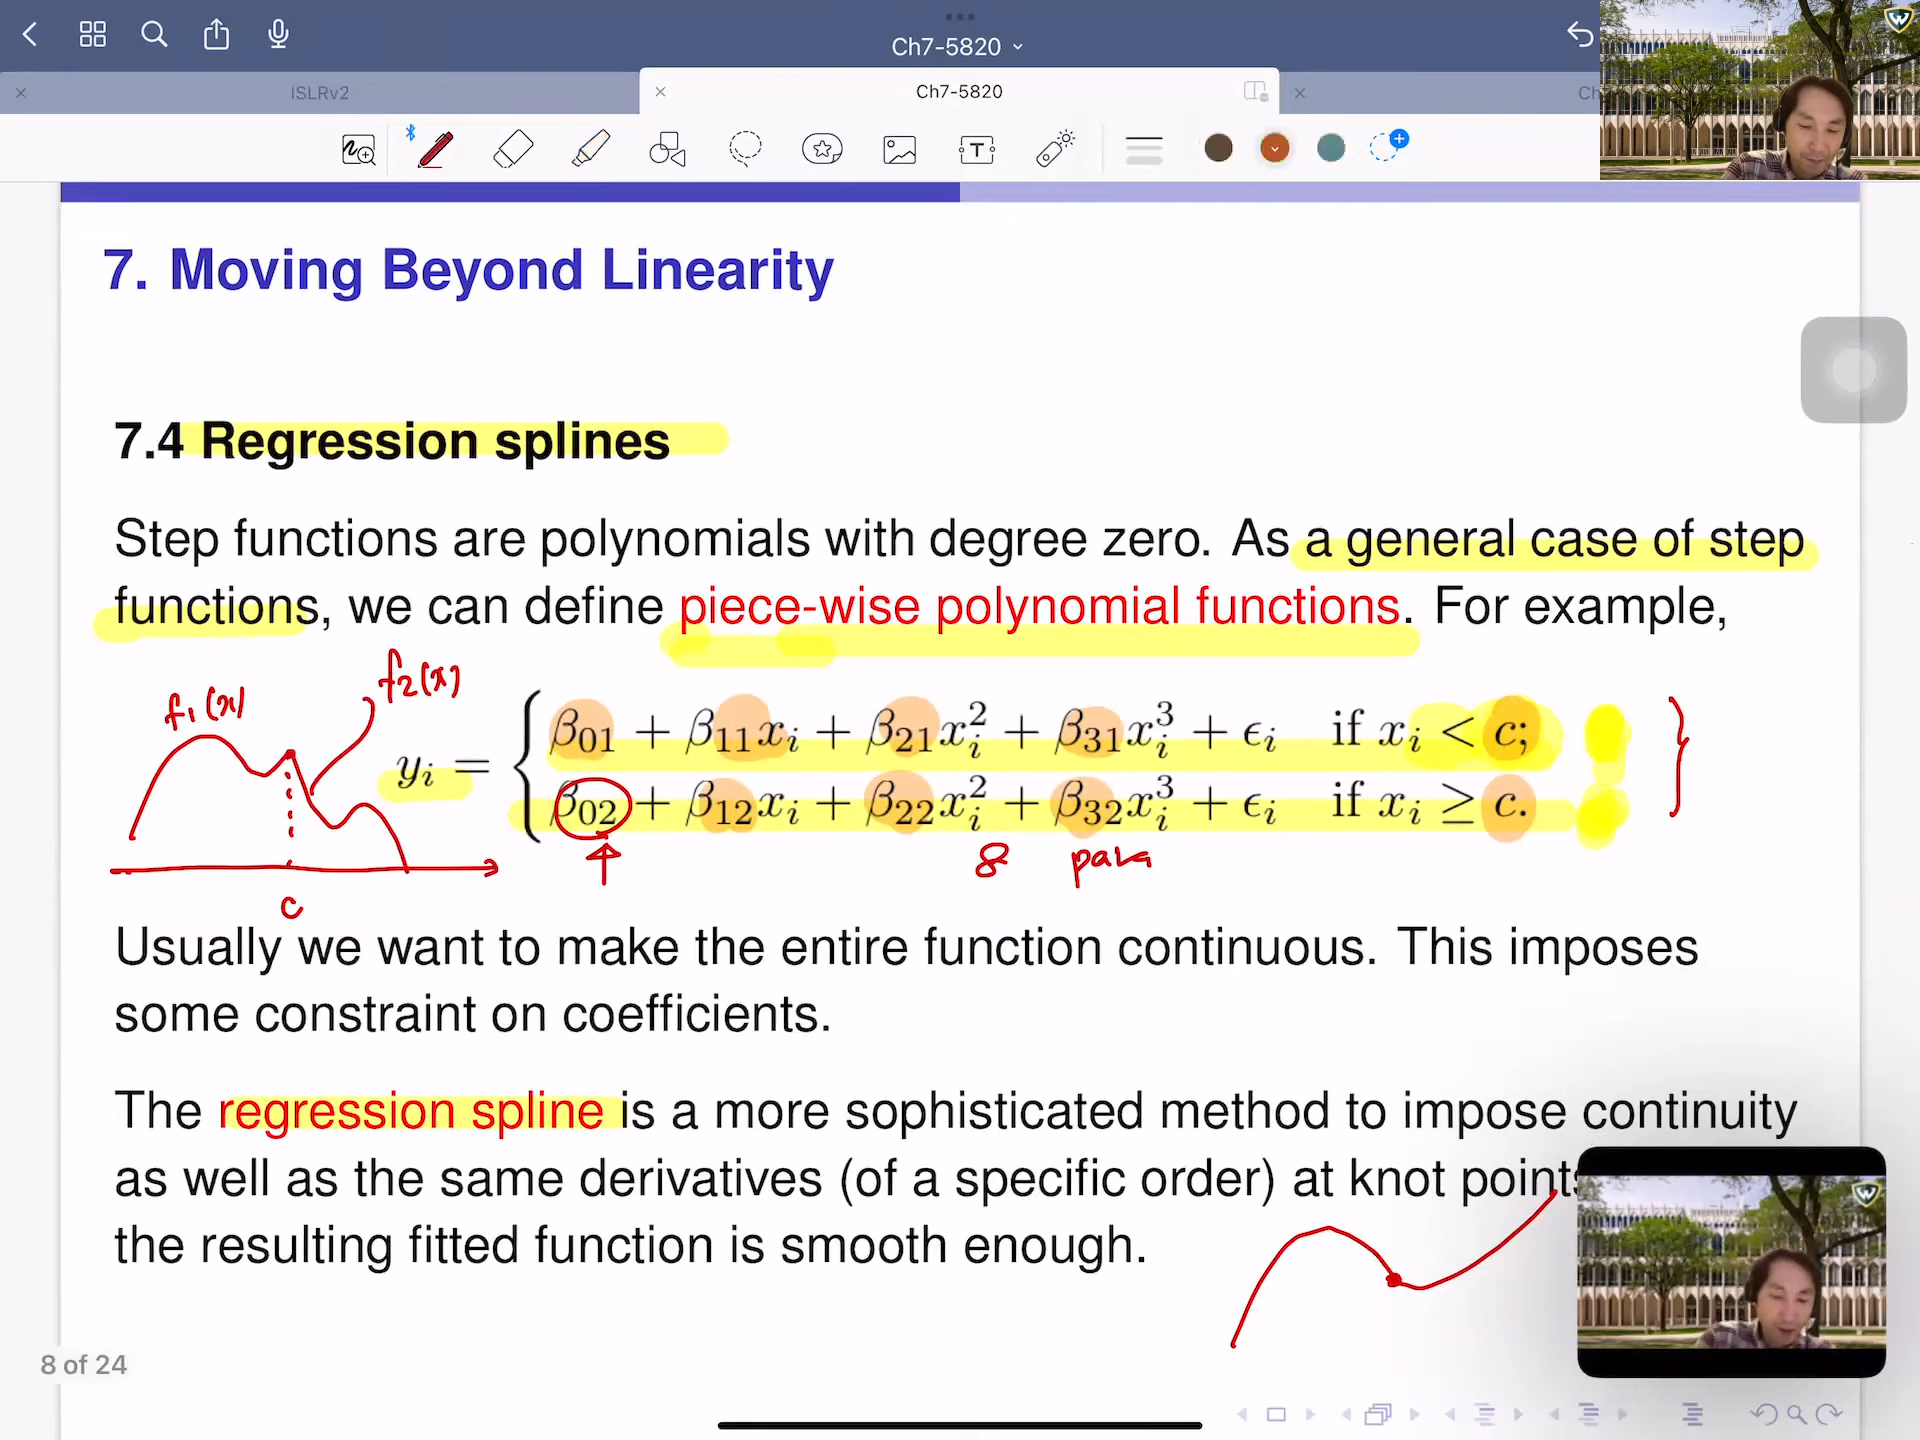 Ch7-5820
ISLRv2
Ch7-5820
Ch
7. Moving Beyond Linearity
7.4 Regression splines
Step functions are polynomials with degree zero. As a general case of step
functions, we can define piece-wise polynomial functions. For example,
f₁(x)
f₂(x)
yᵢ = { β₀₁ + β₁₁xᵢ + β₂₁xᵢ² + β₃₁xᵢ³ + ϵᵢ if xᵢ < c;
β₀₂ + β₁₂xᵢ + β₂₂xᵢ² + β₃₂xᵢ³ + ϵᵢ if xᵢ ≥ c.
8 para
c
Usually we want to make the entire function continuous. This imposes
some constraint on coefficients.
The regression spline is a more sophisticated method to impose continuity
as well as the same derivatives (of a specific order) at knot points
the resulting fitted function is smooth enough.
8 of 24